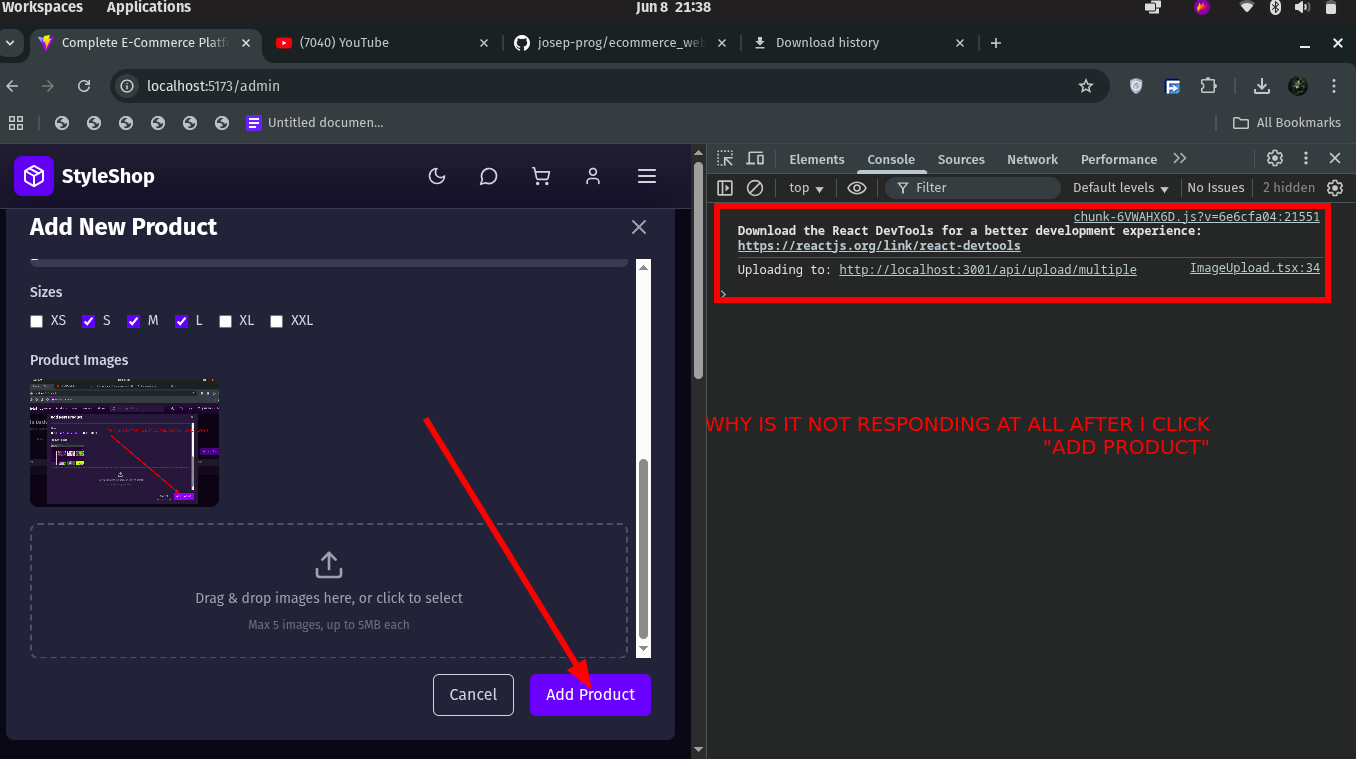 Workspaces Applications Jun 8 21:38
Complete E-Commerce Platf
(7040) YouTube
josep-prog/ecommerce_web
Download history
localhost:5173/admin
Untitled documen...
All Bookmarks
StyleShop
Add New Product
Sizes
XS S M L XL XXL
Product Images
Drag & drop images here, or click to select
Max 5 images, up to 5MB each
Cancel Add Product
Elements Console Sources Network Performance
top Filter Default levels No Issues 2 hidden
chunk-6VWAHX6D.js?v=6e6cfa04:21551
Download the React DevTools for a better development experience:
https://reactjs.org/link/react-devtools
Uploading to: http://localhost:3001/api/upload/multiple ImageUpload.tsx:34
WHY IS IT NOT RESPONDING AT ALL AFTER I CLICK
"ADD PRODUCT"